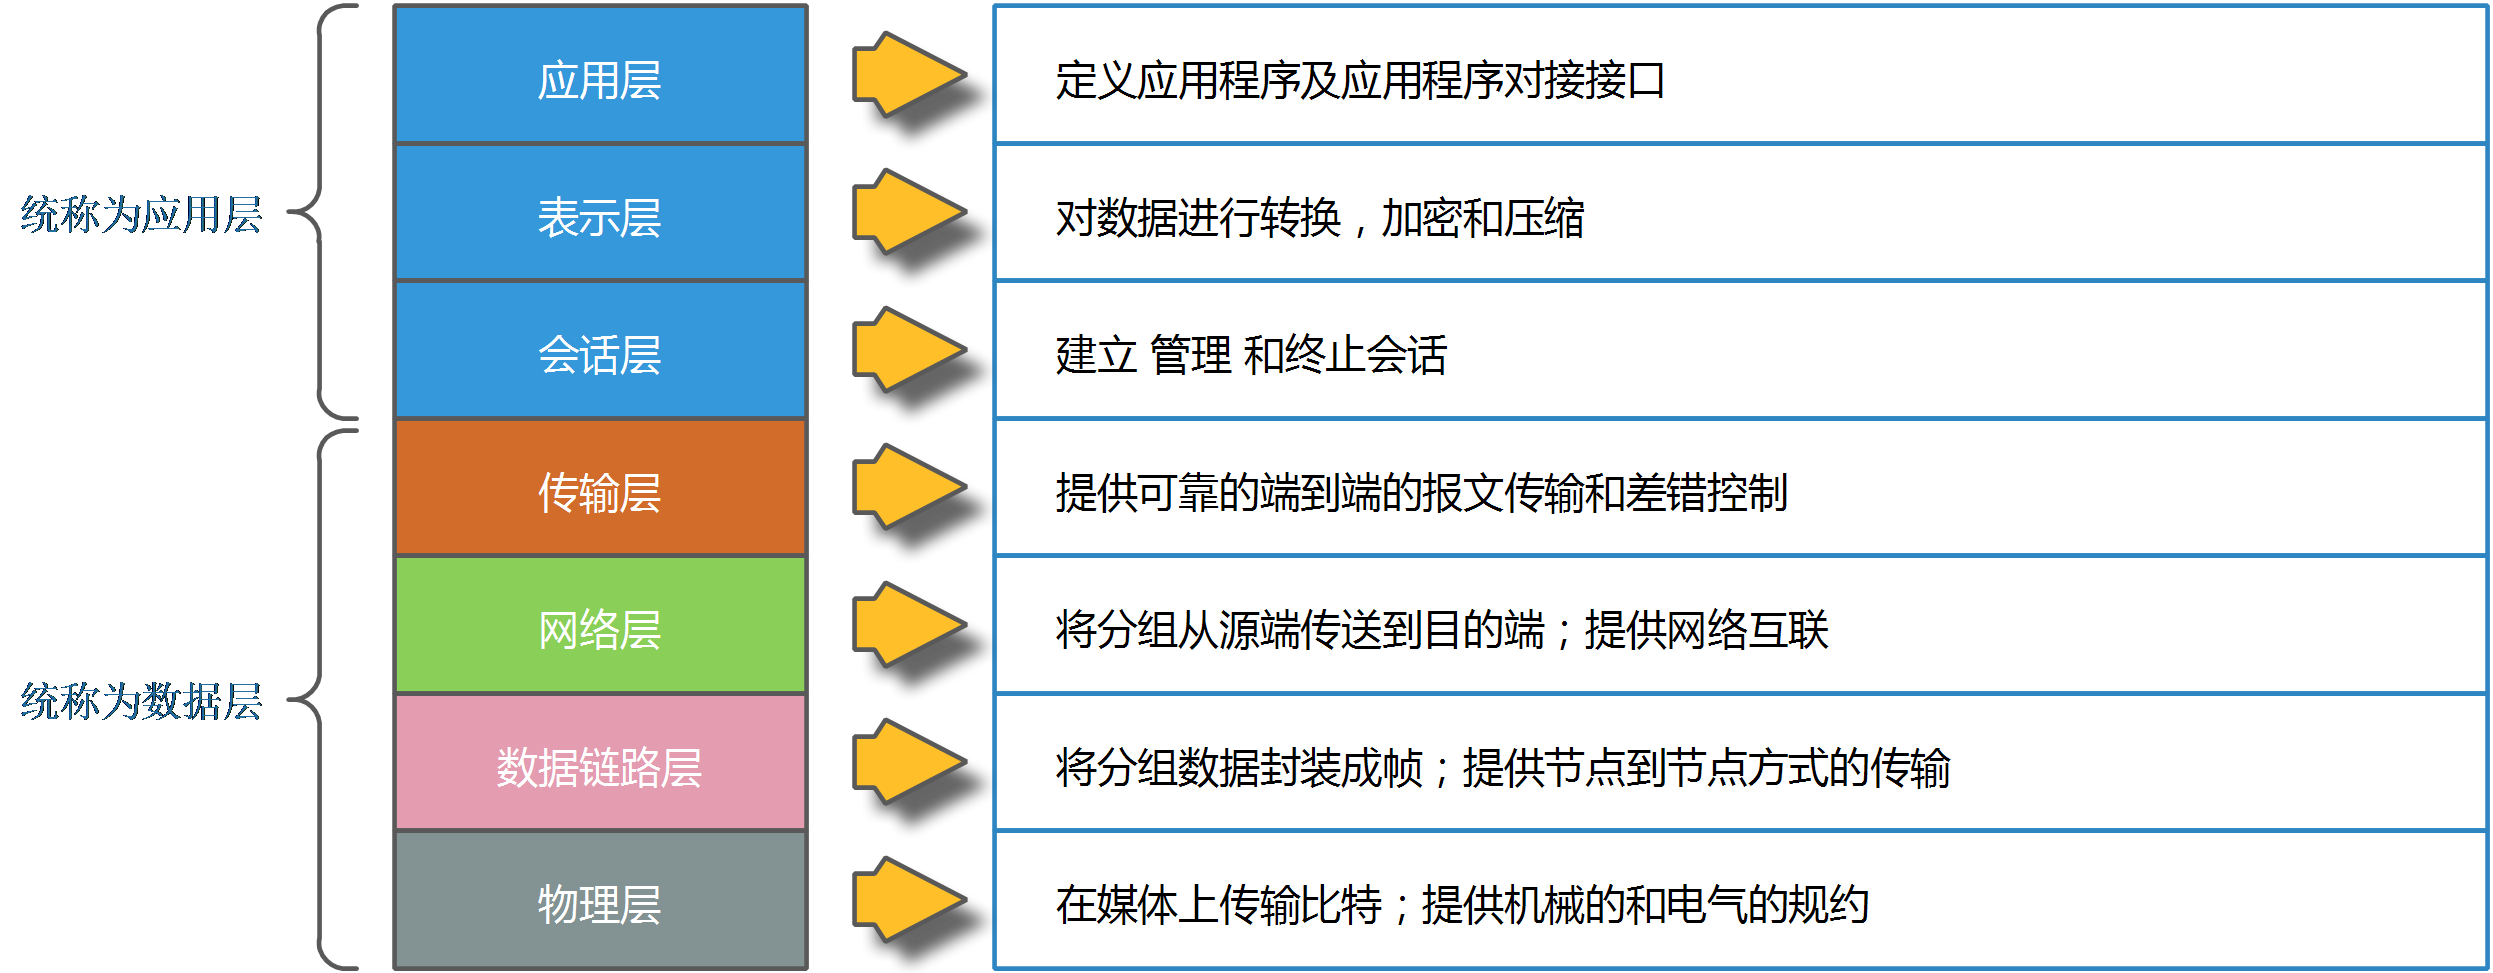 应用层
定义应用程序及应用程序对接接口
表示层
对数据进行转换，加密和压缩
统称为应用层
会话层
建立 管理 和终止会话
传输层
提供可靠的端到端的报文传输和差错控制
网络层
将分组从源端传送到目的端；提供网络互联
统称为数据层
数据链路层
将分组数据封装成帧；提供节点到节点方式的传输
物理层
在媒体上传输比特；提供机械的和电气的规约